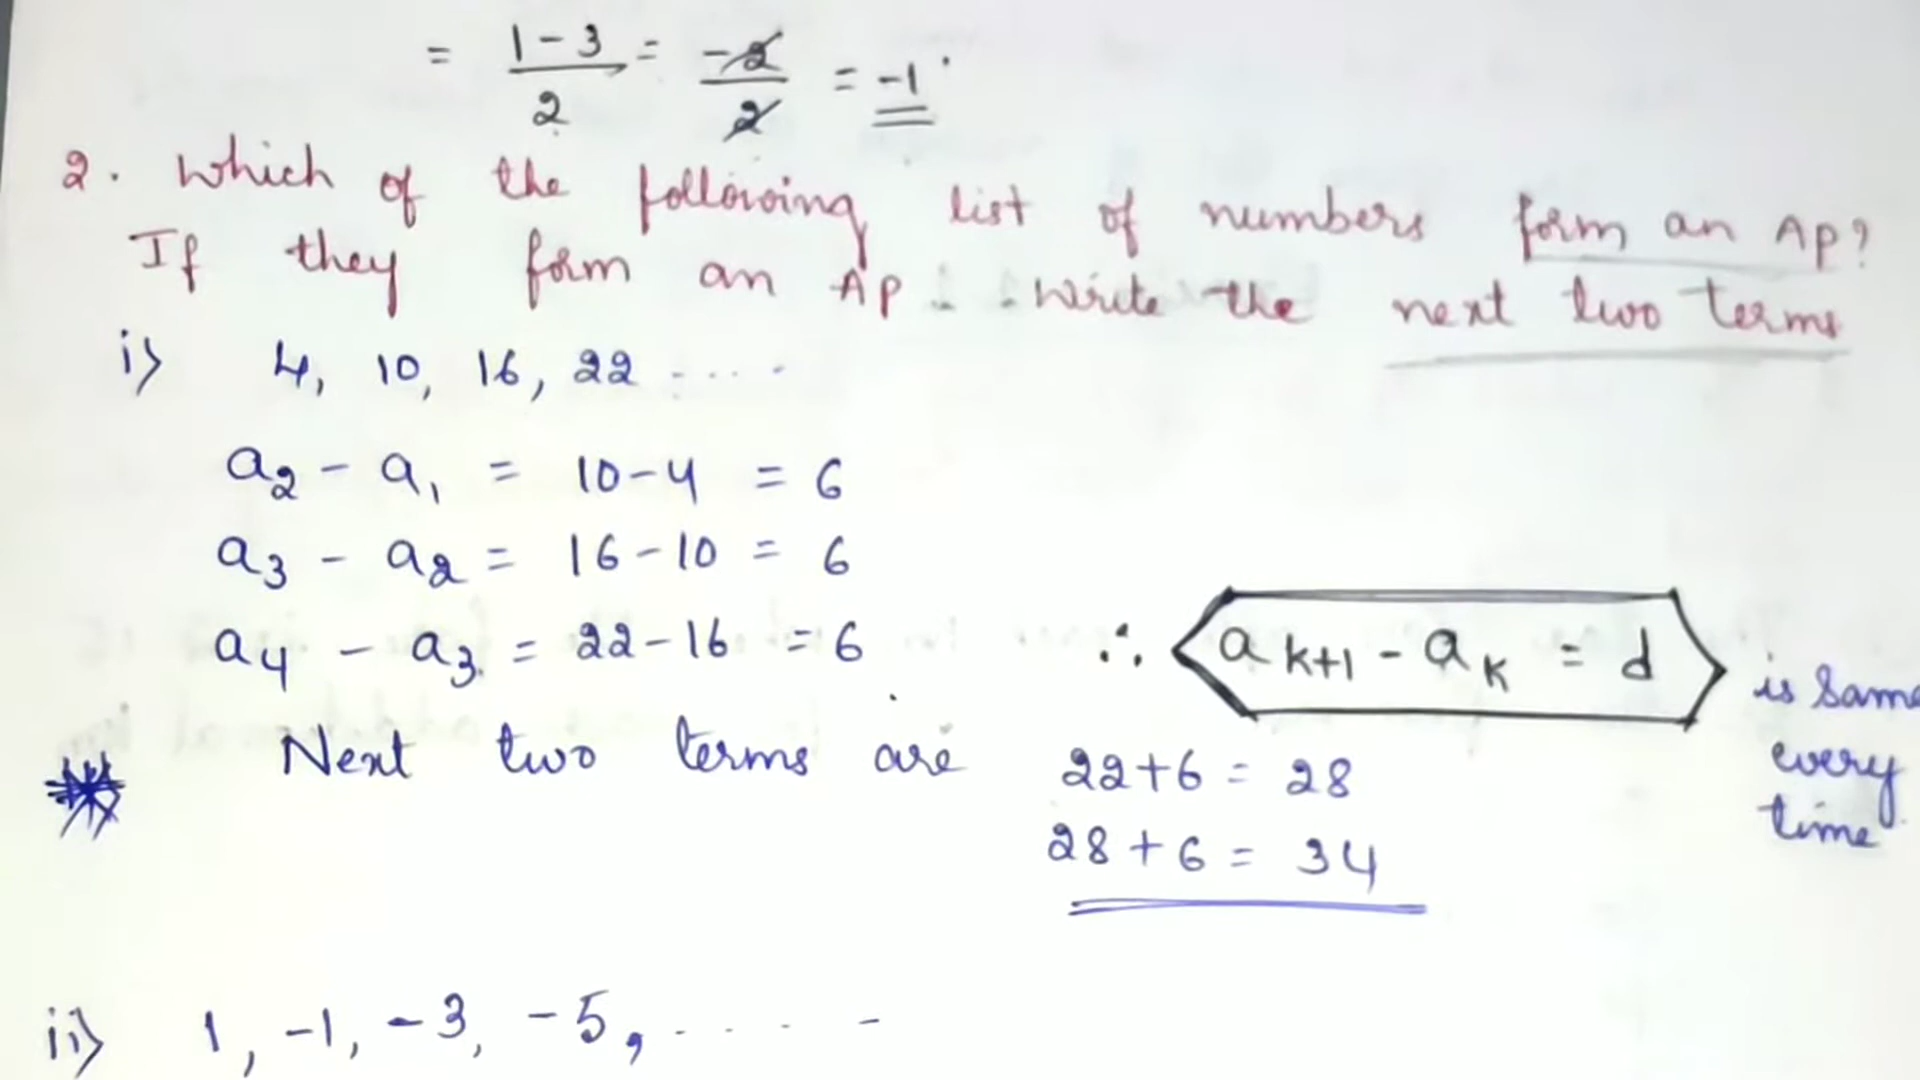 = 1-3/2 = -2/2 = -1
2. Which of the following list of numbers form an AP?
If they form an AP. Write the next two terms
i) 4, 10, 16, 22 ....
a₂ - a₁ = 10-4 = 6
a₃ - a₂ = 16-10 = 6
a₄ - a₃ = 22-16 = 6
∴ aₖ₊₁ - aₖ = d is same
every
time
Next two terms are 22+6 = 28
28+6 = 34
ii) 1, -1, -3, -5, .... -